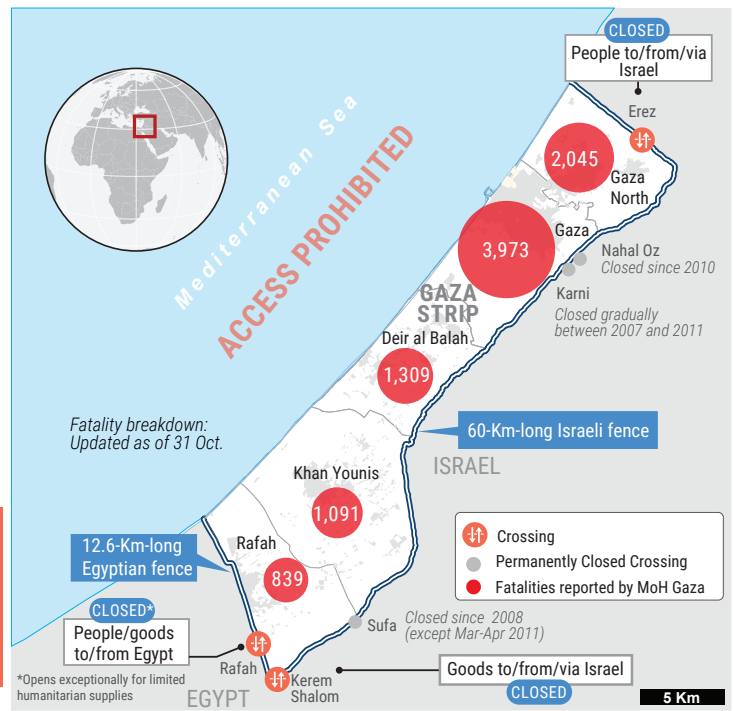 CLOSED
People to/from/via
Israel
Erez
2,045
Gaza
North
Mediterranean Sea
ACCESS PROHIBITED
Gaza
3,973
Nahal Oz
Closed since 2010
Karni
Closed gradually
between 2007 and 2011
GAZA
STRIP
Deir al Balah
1,309
Fatality breakdown:
Updated as of 31 Oct.
60-Km-long Israeli fence
ISRAEL
Khan Younis
1,091
12.6-Km-long
Egyptian fence
Rafah
839
Crossing
Permanently Closed Crossing
Fatalities reported by MoH Gaza
CLOSED*
People/goods
to/from Egypt
Sufa
Closed since 2008
(except Mar-Apr 2011)
Rafah
*Opens exceptionally for limited
humanitarian supplies
EGYPT
Kerem
Shalom
Goods to/from/via Israel
CLOSED
5 Km